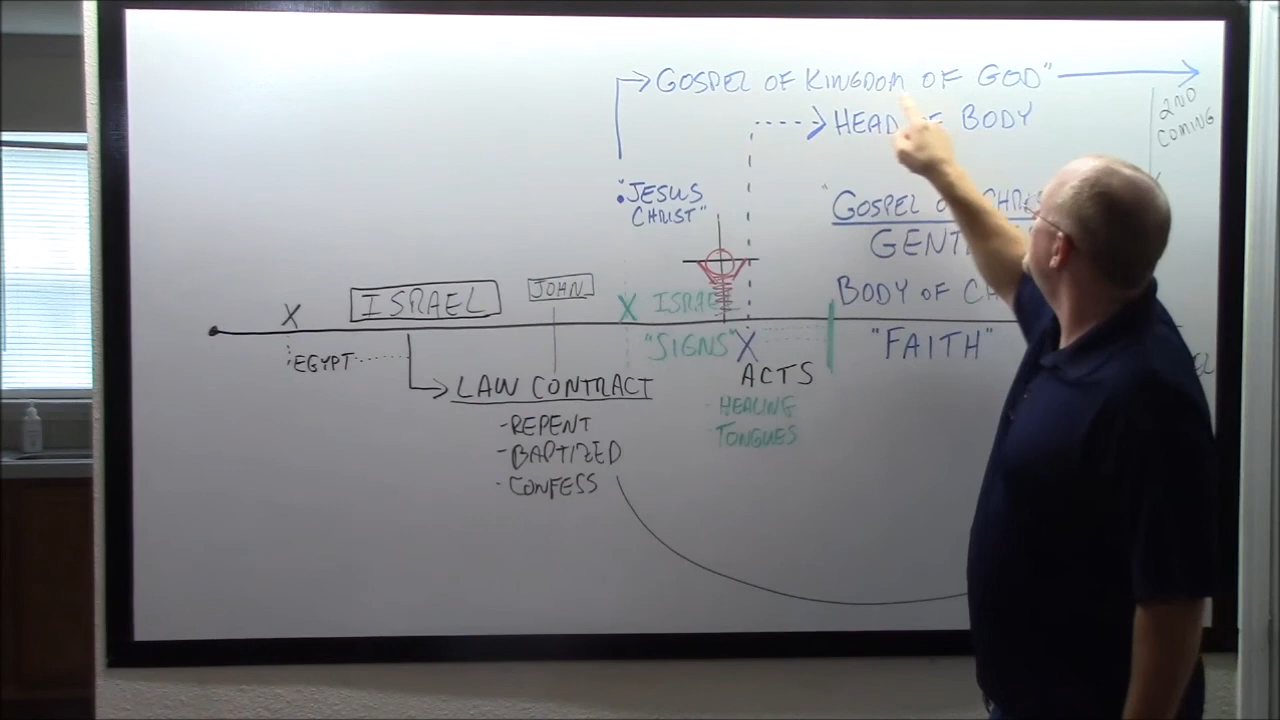 GOSPEL OF KINGDOM OF GOD"
HEAD OF BODY
2ND
COMING
"JESUS
CHRIST"
"GOSPEL
GENT
BODY OF
"FAITH"
ISRAEL
JOHN
X
X
"SIGNS"
X
EGYPT
LAW CONTRACT
-REPENT
-BAPTIZED
-CONFESS
ACTS
-HEALING
TONGUES